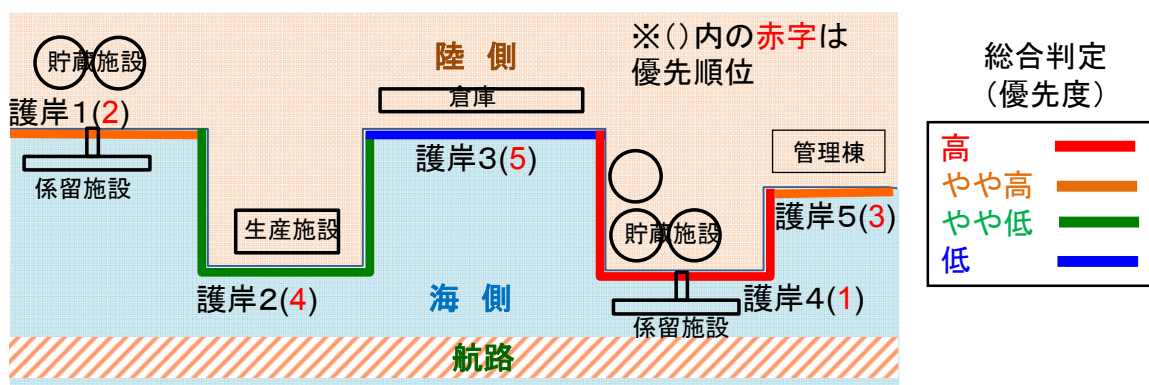 貯蔵施設
護岸1(2)
係留施設
陸 側
倉庫
※()内の赤字は
優先順位
護岸3(5)
管理棟
生産施設
護岸2(4)
海 側
貯蔵施設
護岸5(3)
護岸4(1)
係留施設
航路
総合判定
(優先度)
高
やや高
やや低
低